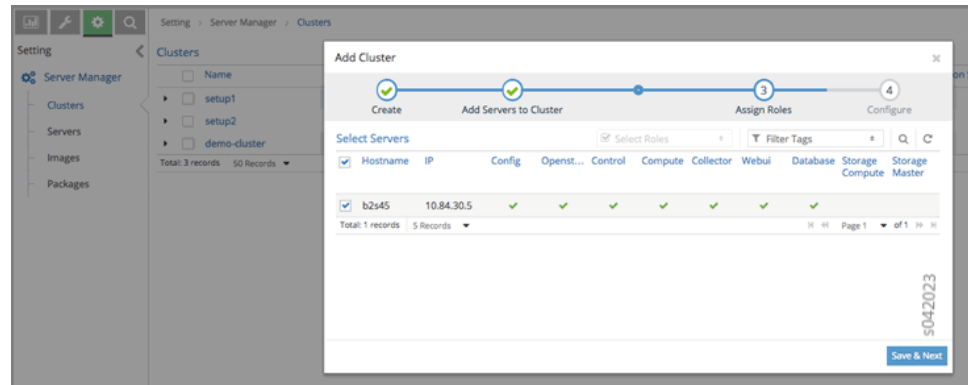 Setting > Server Manager > Clusters
Setting
Server Manager
Clusters
Servers
Images
Packages
Clusters
Name
setup1
setup2
demo-cluster
Total: 3 records 50 Records
on S
Add Cluster
Create
Add Servers to Cluster
3
Assign Roles
4
Configure
Select Servers
Select Roles
Filter Tags
Hostname IP Config Openst... Control Compute Collector Webui Database Storage Compute Storage Master
b2s45 10.84.30.5
Total: 1 records 5 Records
Page 1 of 1
s042023
Save & Next